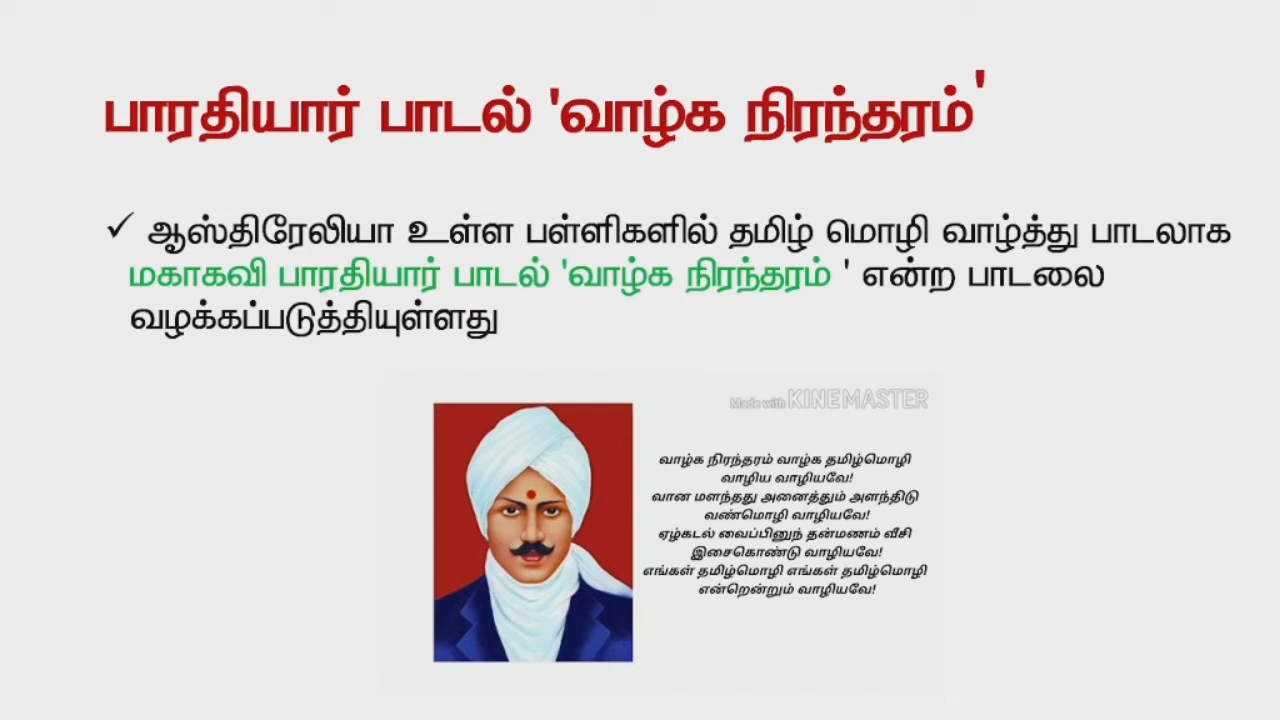 பாரதியார் பாடல் 'வாழ்க நிரந்தரம்'
✓ ஆஸ்திரேலியா உள்ள பள்ளிகளில் தமிழ் மொழி வாழ்த்து பாடலாக
மகாகவி பாரதியார் பாடல் 'வாழ்க நிரந்தரம் ' என்ற பாடலை
வழக்கப்படுத்தியுள்ளது
Made with KINEMASTER
வாழ்க நிரந்தரம் வாழ்க தமிழ்மொழி
வாழிய வாழியவே!
வான மளந்தது அனைத்தும் அளந்திடு
வண்மொழி வாழியவே!
ஏழ்கடல் வைப்பினுந் தன்மணம் வீசி
இசைகொண்டு வாழியவே!
எங்கள் தமிழ்மொழி எங்கள் தமிழ்மொழி
என்றென்றும் வாழியவே!